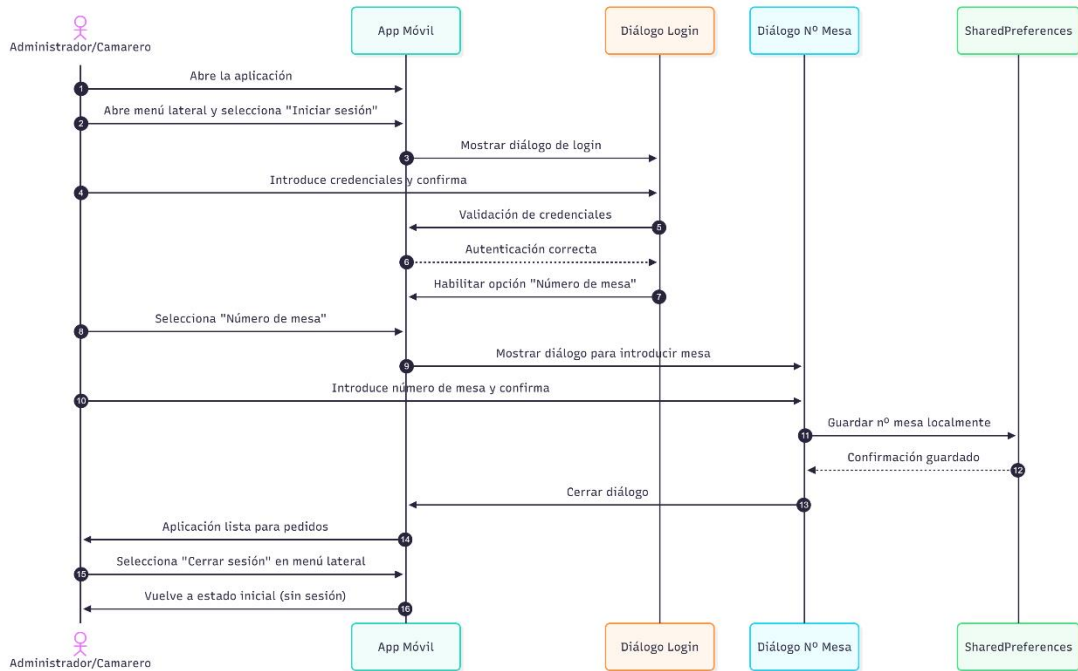 Administrador/Camarero
App Móvil
Diálogo Login
Diálogo Nº Mesa
SharedPreferences
Abre la aplicación
1
Abre menú lateral y selecciona "Iniciar sesión"
2
Mostrar diálogo de login
3
Introduce credenciales y confirma
4
Validación de credenciales
5
Autenticación correcta
6
Habilitar opción "Número de mesa"
7
Selecciona "Número de mesa"
8
Mostrar diálogo para introducir mesa
9
Introduce número de mesa y confirma
10
Guardar nº mesa localmente
11
Confirmación guardado
12
Cerrar diálogo
13
Aplicación lista para pedidos
14
Selecciona "Cerrar sesión" en menú lateral
15
Vuelve a estado inicial (sin sesión)
16
Administrador/Camarero
App Móvil
Diálogo Login
Diálogo Nº Mesa
SharedPreferences